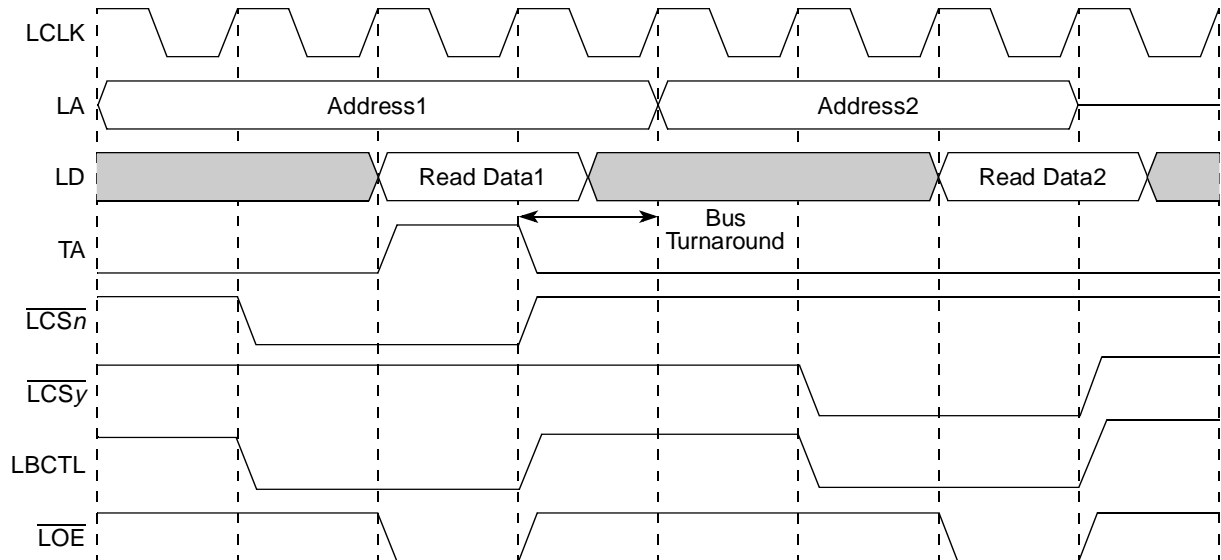 LCLK
LA
Address1
Address2
LD
Read Data1
Read Data2
Bus
Turnaround
TA
LCSn
LCSy
LBCTL
LOE